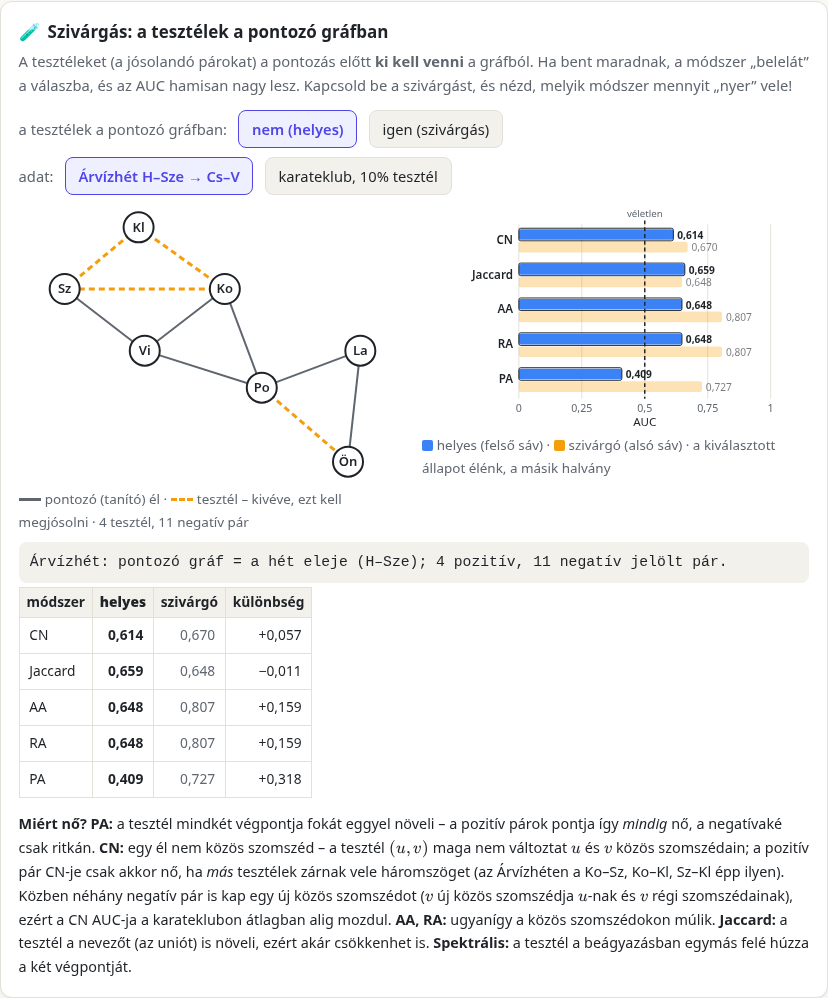 🧪 Szivárgás: a tesztélek a pontozó gráfban
A tesztéleket (a jósolandó párokat) a pontozás előtt ki kell venni a gráfból. Ha bent maradnak, a módszer „belelát”
a válaszba, és az AUC hamisan nagy lesz. Kapcsold be a szivárgást, és nézd, melyik módszer mennyit „nyer” vele!
a tesztélek a pontozó gráfban: nem (helyes) igen (szivárgás)
adat: Árvízhét H–Sze → Cs–V karateklub, 10% tesztél
Kl
Sz
Ko
Vi
La
Po
Ön
pontozó (tanító) él · tesztél – kivéve, ezt kell
megjósolni · 4 tesztél, 11 negatív pár
véletlen
CN 0,614
0,670
Jaccard 0,659
0,648
AA 0,648
0,807
RA 0,648
0,807
PA 0,409
0,727
0 0,25 0,5 0,75 1
AUC
helyes (felső sáv) · szivárgó (alsó sáv) · a kiválasztott
állapot élénk, a másik halvány
Árvízhét: pontozó gráf = a hét eleje (H–Sze); 4 pozitív, 11 negatív jelölt pár.
módszer helyes szivárgó különbség
CN 0,614 0,670 +0,057
Jaccard 0,659 0,648 −0,011
AA 0,648 0,807 +0,159
RA 0,648 0,807 +0,159
PA 0,409 0,727 +0,318
Miért nő? PA: a tesztél mindkét végpontja fokát eggyel növeli – a pozitív párok pontja így mindig nő, a negatívaké
csak ritkán. CN: egy él nem közös szomszéd – a tesztél (u, v) maga nem változtat u és v közös szomszédain; a pozitív
pár CN-je csak akkor nő, ha más tesztélek zárnak vele háromszöget (az Árvízhéten a Ko–Sz, Ko–Kl, Sz–Kl épp ilyen).
Közben néhány negatív pár is kap egy új közös szomszédot (v új közös szomszédja u-nak és v régi szomszédainak),
ezért a CN AUC-ja a karateklubon átlagban alig mozdul. AA, RA: ugyanígy a közös szomszédokon múlik. Jaccard: a
tesztél a nevezőt (az uniót) is növeli, ezért akár csökkenhet is. Spektrális: a tesztél a beágyazásban egymás felé húzza
a két végpontját.